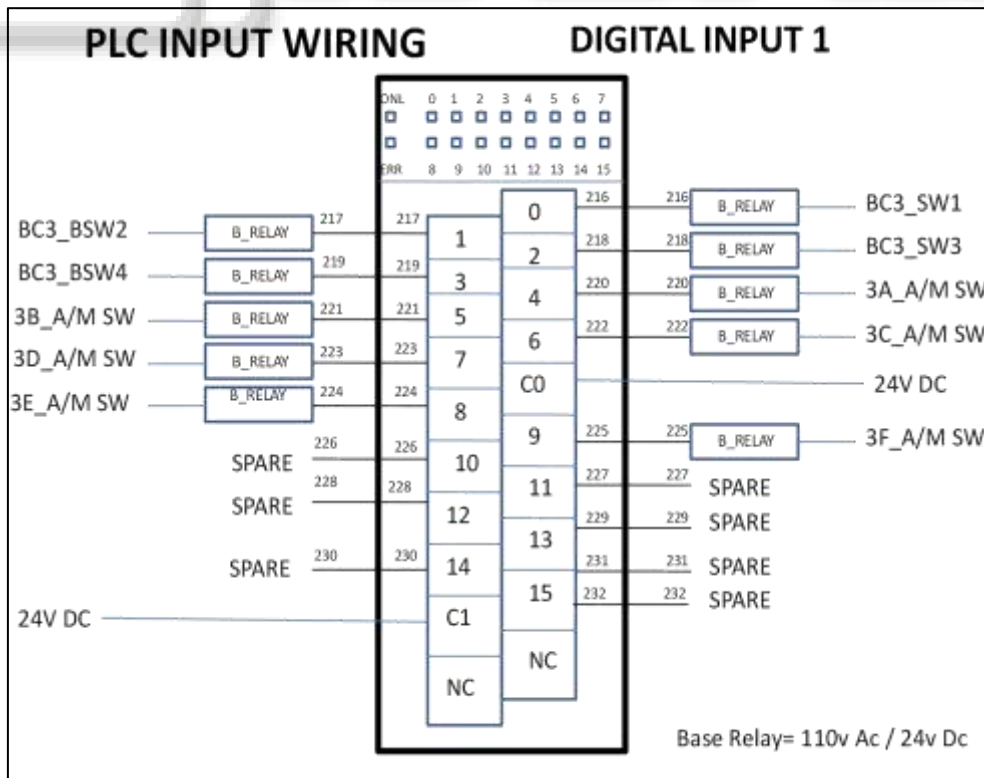 PLC INPUT WIRING DIGITAL INPUT 1
ONL 0 1 2 3 4 5 6 7
ERR 8 9 10 11 12 13 14 15
0 216 216 B_RELAY BC3_SW1
BC3_BSW2 B_RELAY 217 217 1
2 218 218 B_RELAY BC3_SW3
BC3_BSW4 B_RELAY 219 219 3
4 220 220 B_RELAY 3A_A/M SW
3B_A/M SW B_RELAY 221 221 5
6 222 222 B_RELAY 3C_A/M SW
3D_A/M SW B_RELAY 223 223 7
C0 24V DC
3E_A/M SW B_RELAY 224 224 8
9 225 225 B_RELAY 3F_A/M SW
SPARE 226 226 10
11 227 227 SPARE
SPARE 228 228 12
229 229 SPARE
13
SPARE 230 230 14
231 231 SPARE
15 232 232 SPARE
24V DC C1
NC
NC
Base Relay= 110v Ac / 24v Dc